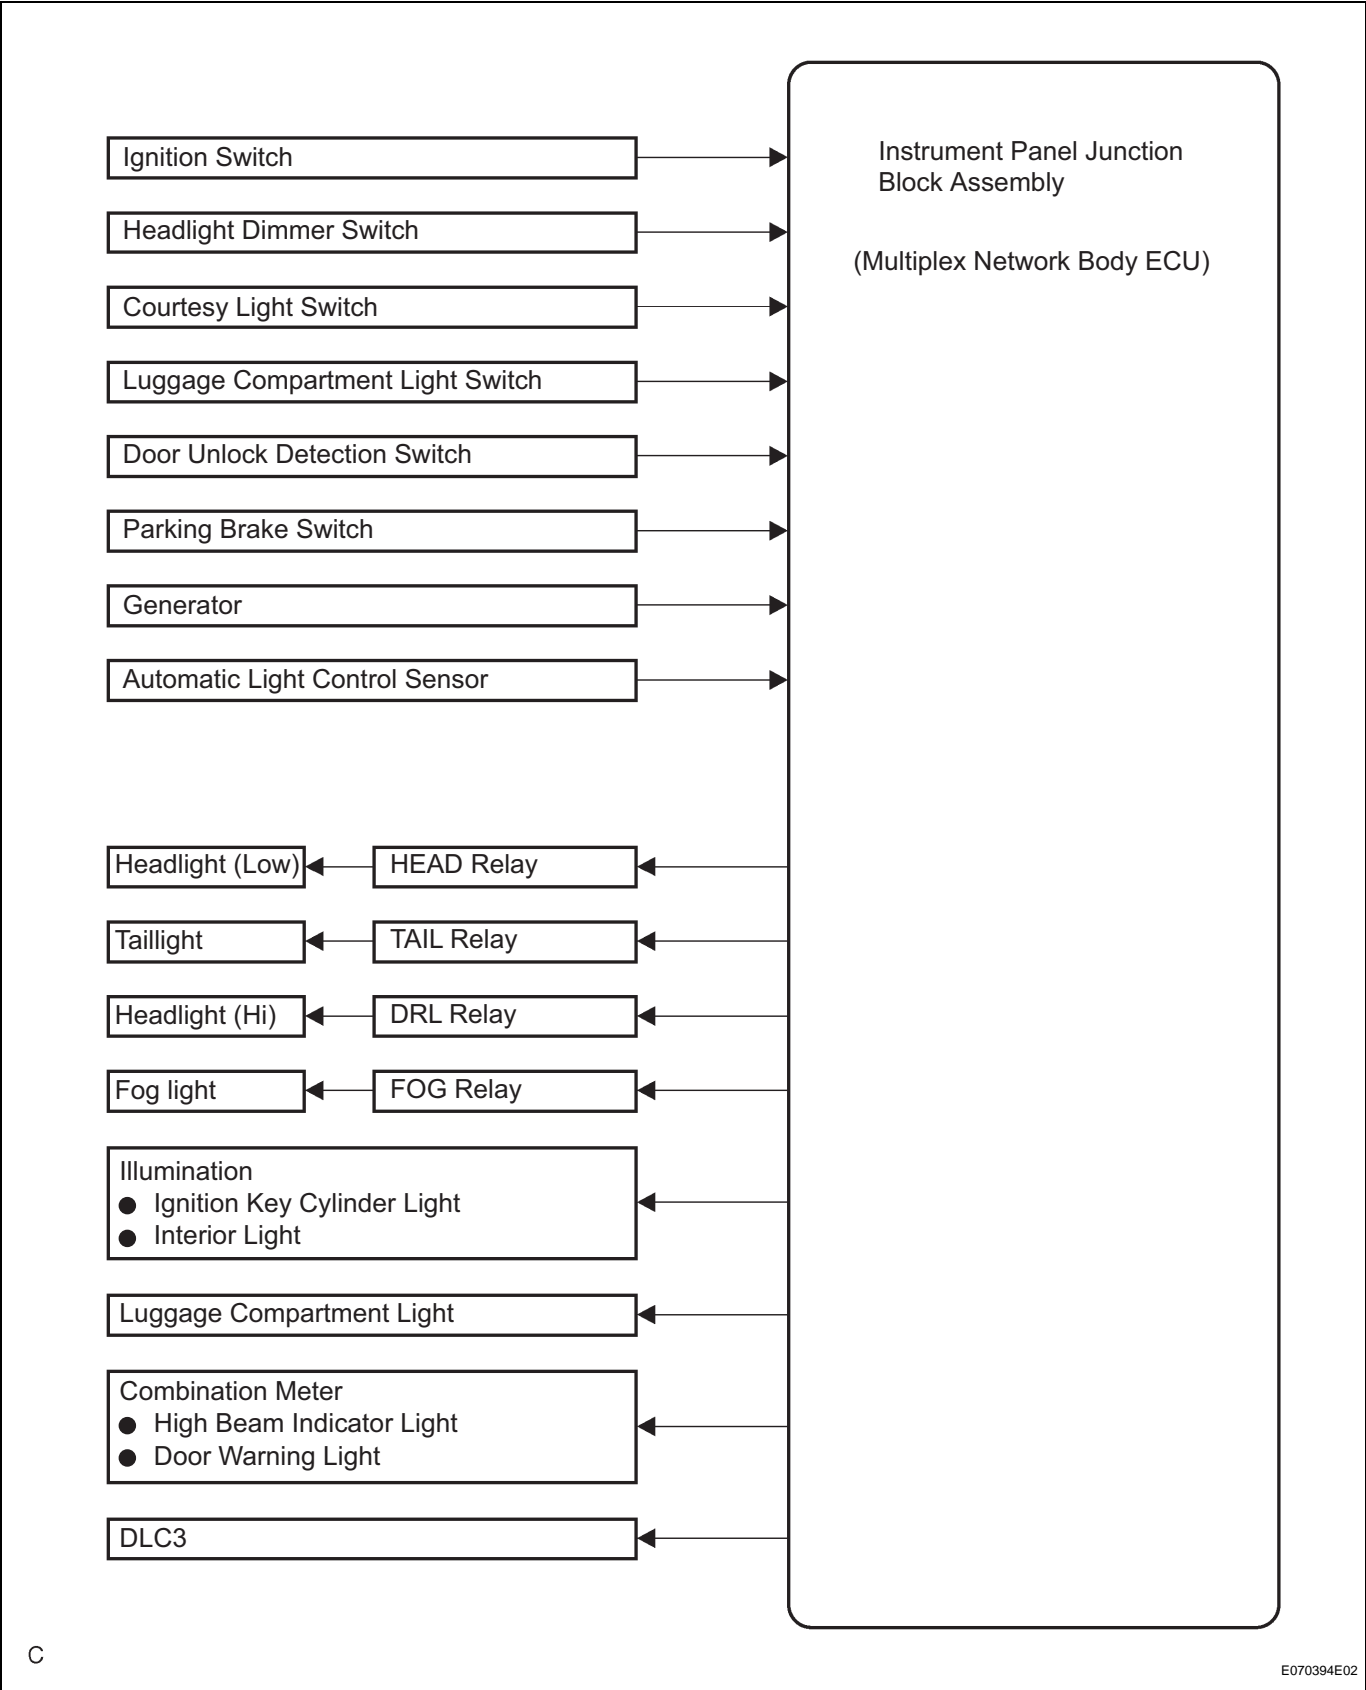 Ignition Switch
Headlight Dimmer Switch
Courtesy Light Switch
Luggage Compartment Light Switch
Door Unlock Detection Switch
Parking Brake Switch
Generator
Automatic Light Control Sensor
Instrument Panel Junction
Block Assembly
(Multiplex Network Body ECU)
Headlight (Low) HEAD Relay
Taillight TAIL Relay
Headlight (Hi) DRL Relay
Fog light FOG Relay
Illumination
● Ignition Key Cylinder Light
● Interior Light
Luggage Compartment Light
Combination Meter
● High Beam Indicator Light
● Door Warning Light
DLC3
C
E070394E02